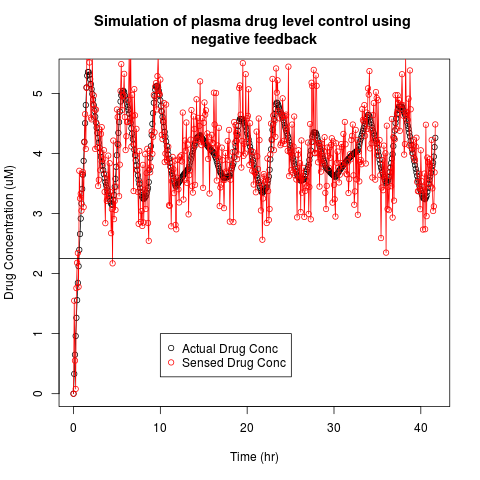 Simulation of plasma drug level control using
negative feedback
Drug Concentration (uM)
5
4
3
2
1
0
Actual Drug Conc
Sensed Drug Conc
0 10 20 30 40
Time (hr)